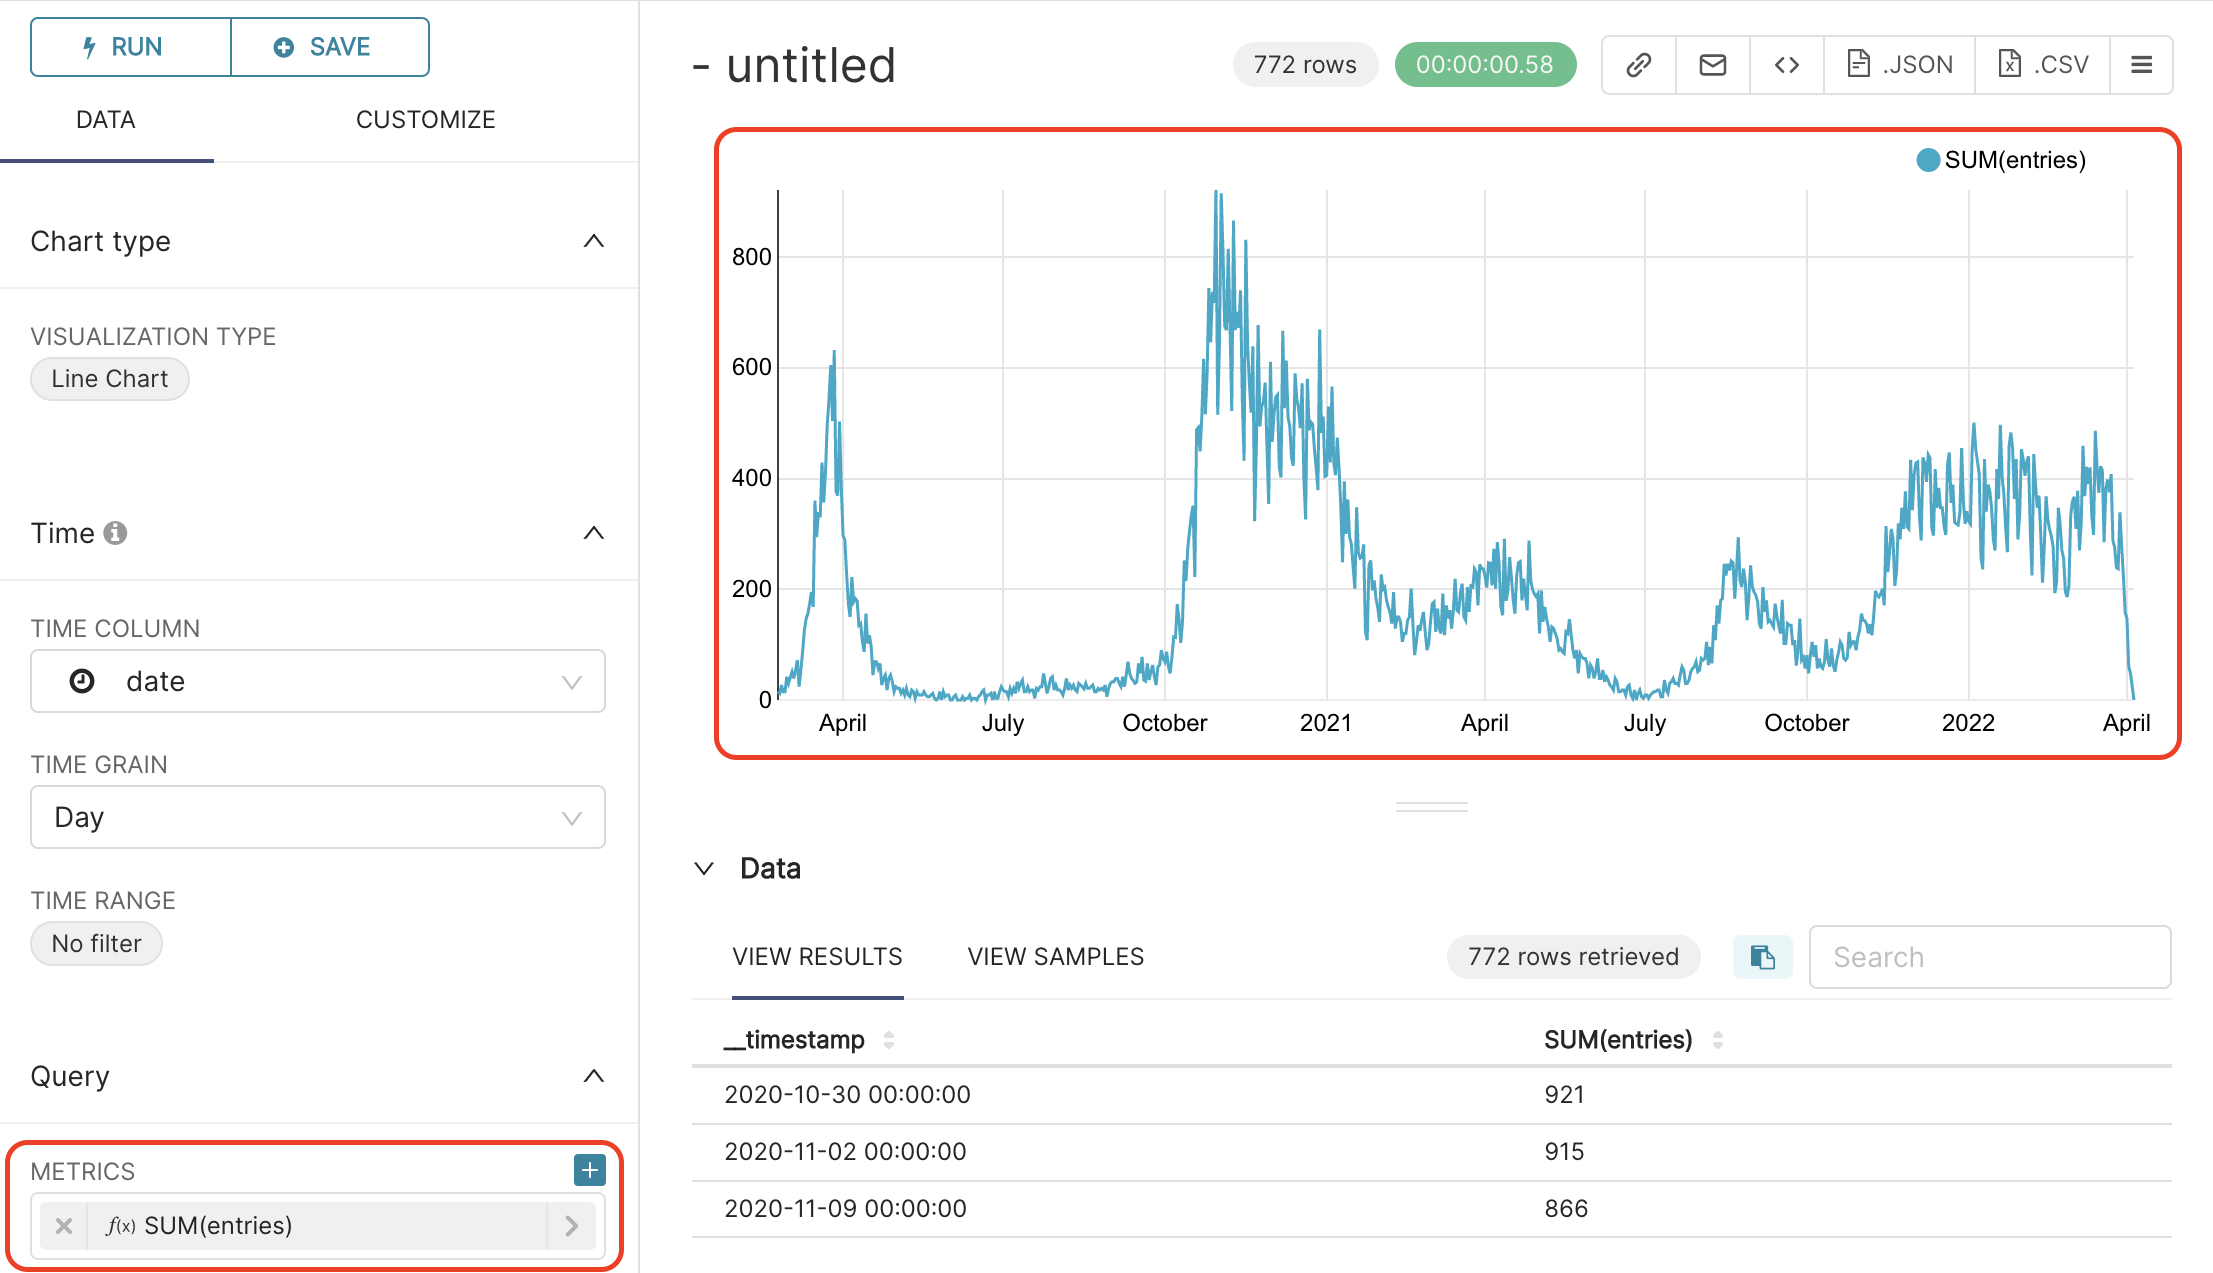 RUN
SAVE
DATA
CUSTOMIZE
Chart type
VISUALIZATION TYPE
Line Chart
Time
TIME COLUMN
date
TIME GRAIN
Day
TIME RANGE
No filter
Query
METRICS
f(x) SUM(entries)
- untitled
772 rows
00:00:00.58
.JSON
.CSV
SUM(entries)
800
600
400
200
0
April
July
October
2021
April
July
October
2022
April
Data
VIEW RESULTS
VIEW SAMPLES
772 rows retrieved
Search
__timestamp
SUM(entries)
2020-10-30 00:00:00
921
2020-11-02 00:00:00
915
2020-11-09 00:00:00
866